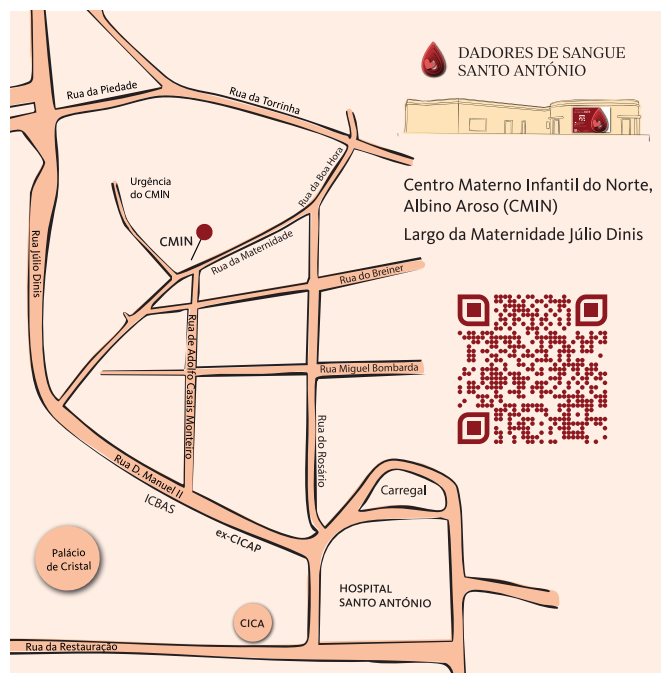 DADORES DE SANGUE
SANTO ANTÓNIO
Centro Materno Infantil do Norte,
Albino Aroso (CMIN)
Largo da Maternidade Júlio Dinis
Rua da Piedade
Rua da Torrinha
Rua da Boa Hora
Urgência
do CMIN
CMIN
Rua da Maternidade
Rua Júlio Dinis
Rua do Breiner
Rua de Adolfo Casais Monteiro
Rua Miguel Bombarda
Rua do Rosário
Rua D. Manuel II
ICBAS
ex-CICAP
Carregal
Palácio
de Cristal
HOSPITAL
SANTO ANTÓNIO
CICA
Rua da Restauração